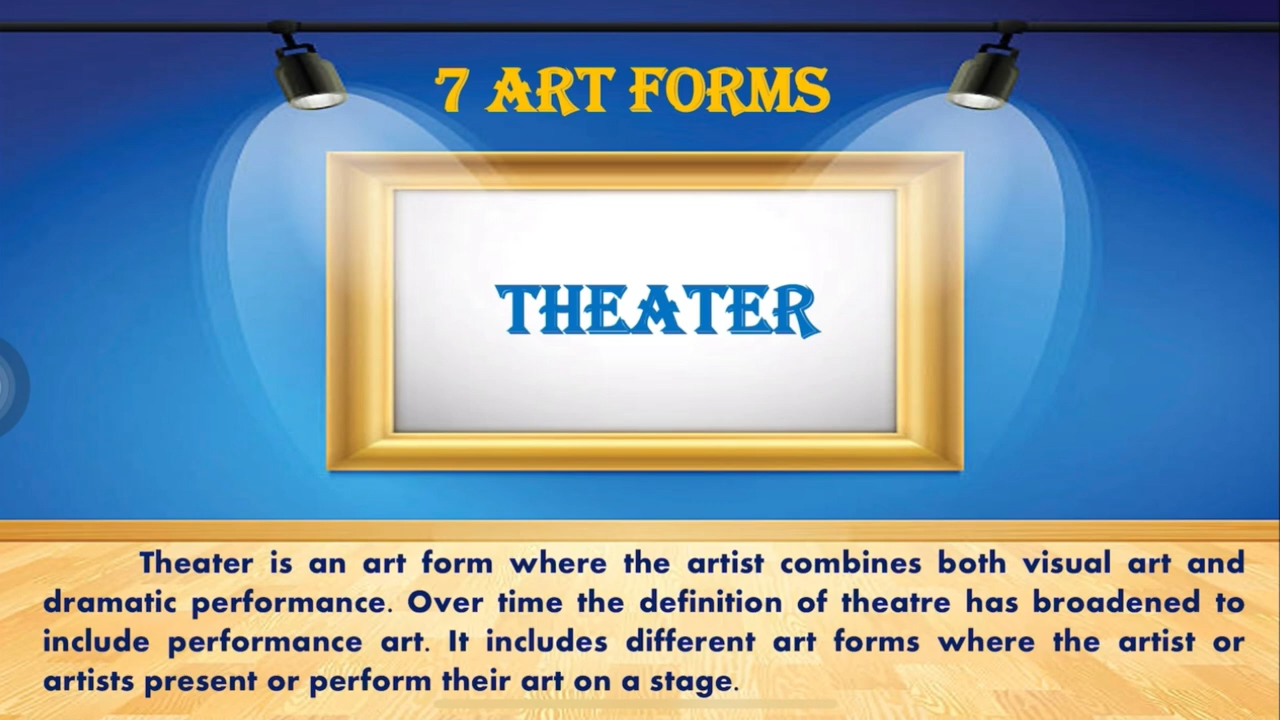 7 ART FORMS
THEATER
Theater is an art form where the artist combines both visual art and
dramatic performance. Over time the definition of theatre has broadened to
include performance art. It includes different art forms where the artist or
artists present or perform their art on a stage.